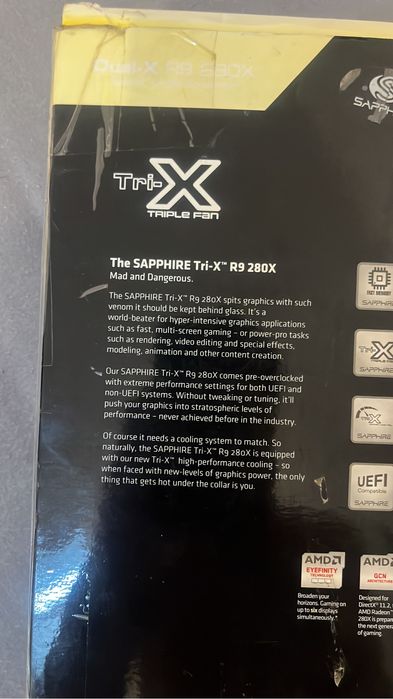 Dual-X R9 280X
SAPPH
Tri-X
TRIPLE FAN
The SAPPHIRE Tri-X™ R9 280X
Mad and Dangerous.
The SAPPHIRE Tri-X™ R9 280X spits graphics with such
venom it should be kept behind glass. It's a
world-beater for hyper-intensive graphics applications
such as fast, multi-screen gaming - or power-pro tasks
such as rendering, video editing and special effects,
modeling, animation and other content creation.
Our SAPPHIRE Tri-X™ R9 280X comes pre-overclocked
with extreme performance settings for both UEFI and
non-UEFI systems. Without tweaking or tuning, it'll
push your graphics into stratospheric levels of
performance – never achieved before in the industry.
Of course it needs a cooling system to match. So
naturally, the SAPPHIRE Tri-X™ R9 280X is equipped
with our new Tri-X™ high-performance cooling – so
when faced with new-levels of graphics power, the only
thing that gets hot under the collar is you.
FAST MEMORY
SAPPHIRE
Tri-X
SAPPHIRE
Tri-X
SAPPHIRE
UEFI
Compatible
SAPPHIRE
AMD
EYEFINITY
TECHNOLOGY
Broaden your
horizons. Gaming on
up to six displays
simultaneously.*
AMD
GCN
ARCHITECTURE
Designed for
DirectX® 11.2,
AMD Radeon™
280X is prepar
the next genera
of gaming.